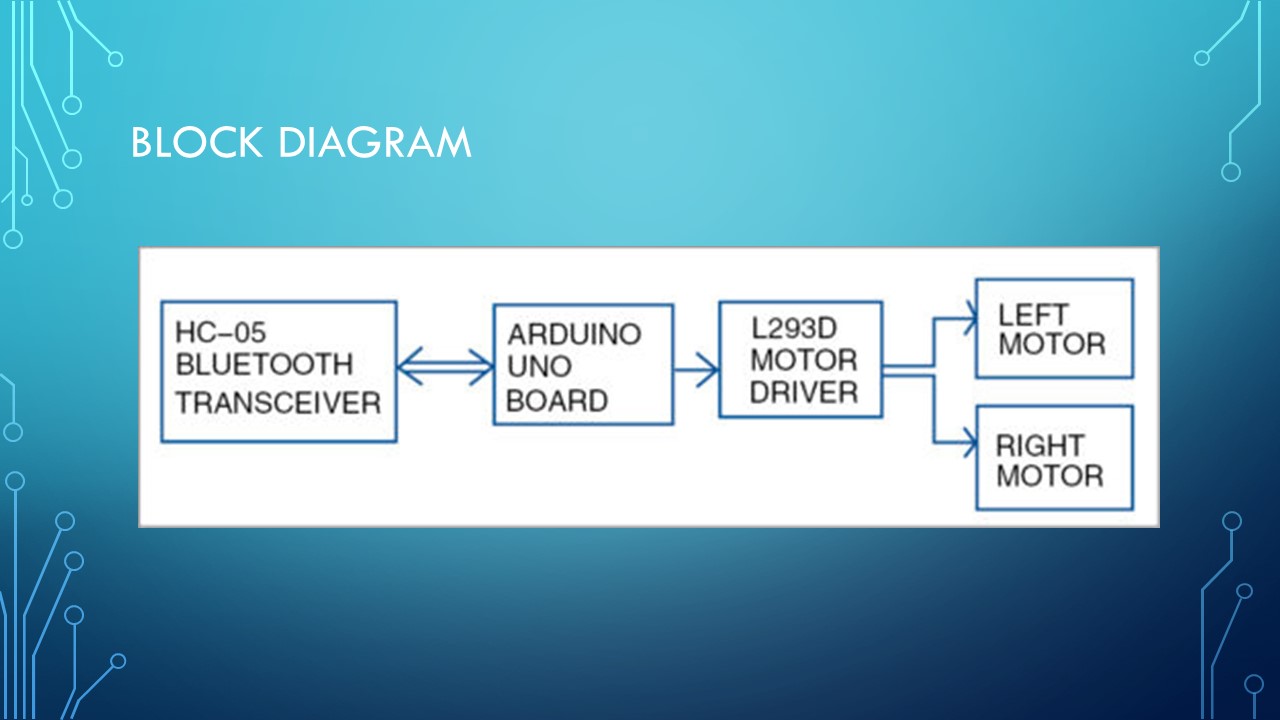 BLOCK DIAGRAM
HC–05
BLUETOOTH
TRANSCEIVER
ARDUINO
UNO
BOARD
L293D
MOTOR
DRIVER
LEFT
MOTOR
RIGHT
MOTOR